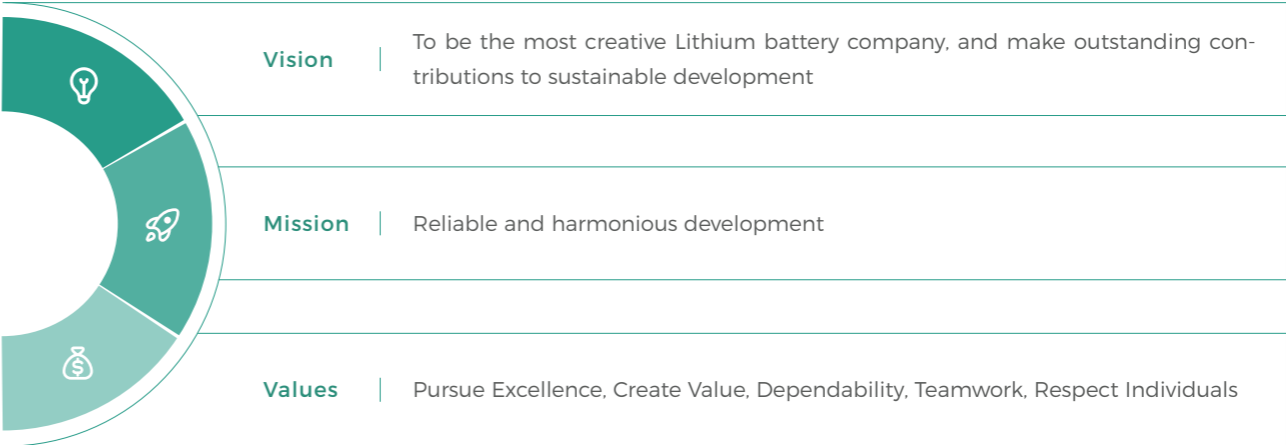 Vision
To be the most creative Lithium battery company, and make outstanding con-
tributions to sustainable development
Mission
Reliable and harmonious development
Values
Pursue Excellence, Create Value, Dependability, Teamwork, Respect Individuals
$